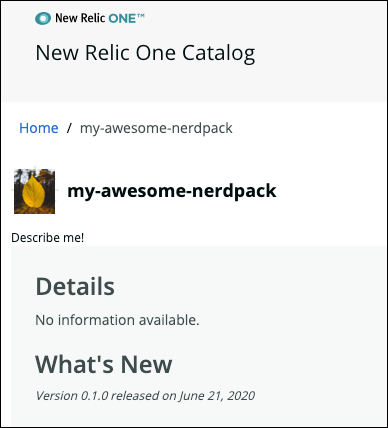 New Relic ONE™
New Relic One Catalog
Home / my-awesome-nerdpack
my-awesome-nerdpack
Describe me!
Details
No information available.
What's New
Version 0.1.0 released on June 21, 2020